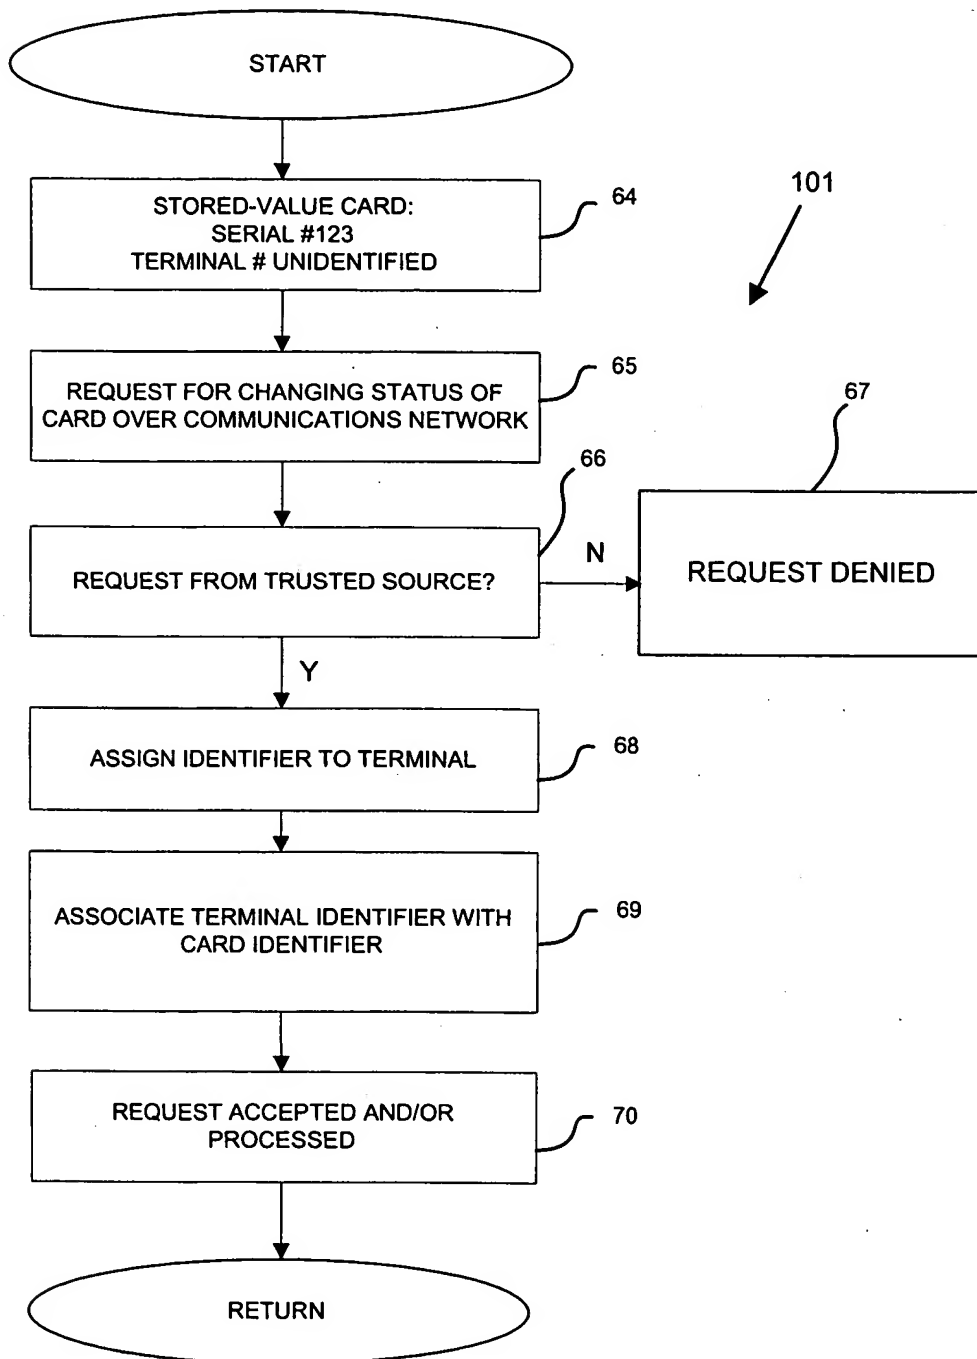 START
STORED-VALUE CARD:
SERIAL #123
TERMINAL # UNIDENTIFIED
64
101
REQUEST FOR CHANGING STATUS OF
CARD OVER COMMUNICATIONS NETWORK
65
67
66
REQUEST FROM TRUSTED SOURCE?
N
REQUEST DENIED
Y
ASSIGN IDENTIFIER TO TERMINAL
68
ASSOCIATE TERMINAL IDENTIFIER WITH
CARD IDENTIFIER
69
REQUEST ACCEPTED AND/OR
PROCESSED
70
RETURN